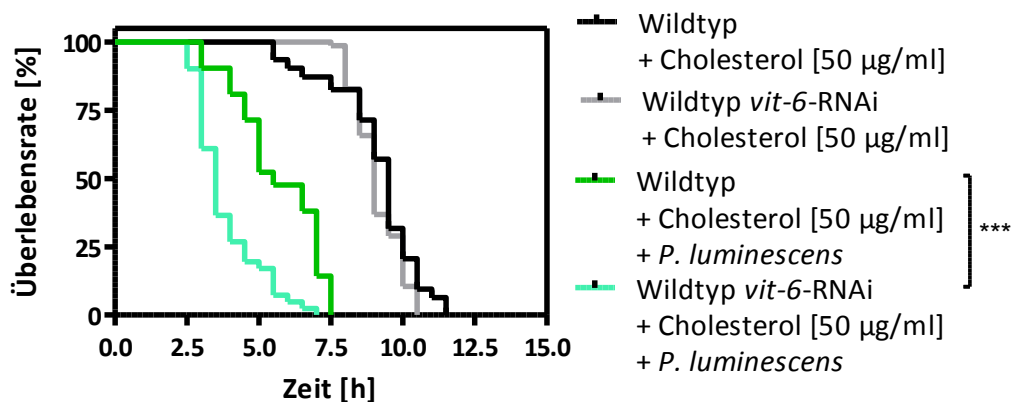 Überlebensrate [%]
100
75
50
25
0
0.0 2.5 5.0 7.5 10.0 12.5 15.0
Zeit [h]
Wildtyp
+ Cholesterol [50 µg/ml]
Wildtyp vit-6-RNAi
+ Cholesterol [50 µg/ml]
Wildtyp
+ Cholesterol [50 µg/ml]
+ P. luminescens
Wildtyp vit-6-RNAi
+ Cholesterol [50 µg/ml]
+ P. luminescens
***